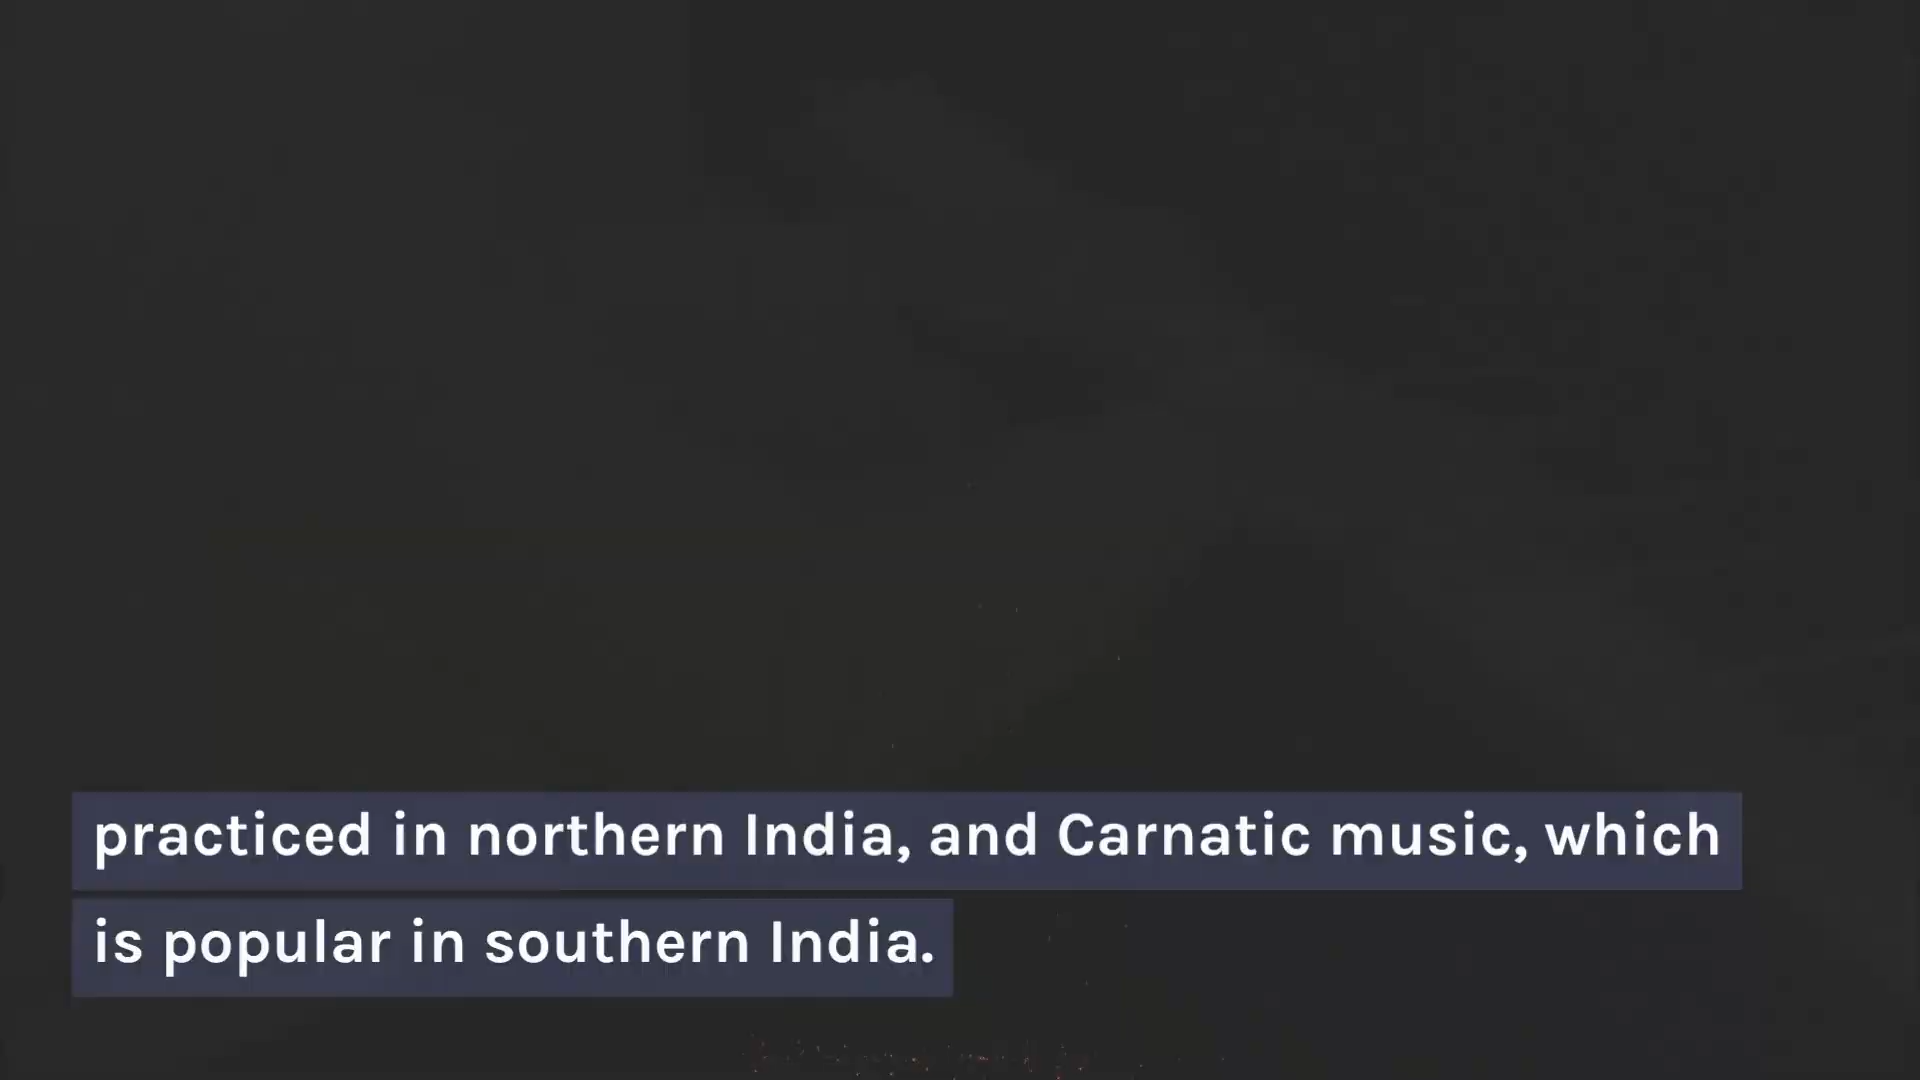 practiced in northern India, and Carnatic music, which
is popular in southern India.